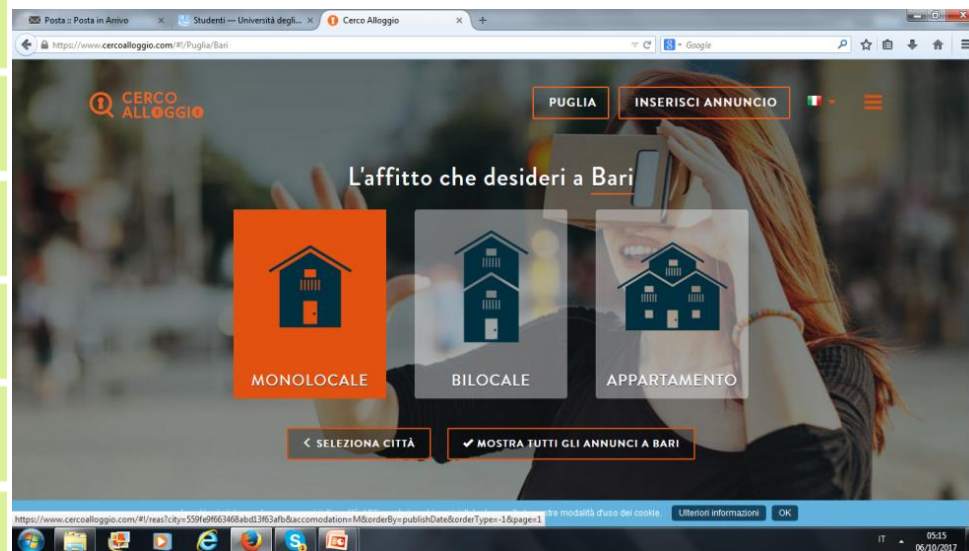 Posta :: Posta in Arrivo
Studenti — Università degli...
Cerco Alloggio
https://www.cercoalloggio.com/#!/Puglia/Bari
Google
CERCO
ALLOGGIO
PUGLIA
INSERISCI ANNUNCIO
L'affitto che desideri a Bari
MONOLOCALE
BILOCALE
APPARTAMENTO
SELEZIONA CITTÀ
MOSTRA TUTTI GLI ANNUNCI A BARI
modalità d'uso dei cookie.
Ulteriori informazioni
OK
https://www.cercoalloggio.com/#!/reas?city=559fe9f663468abd13f63afb&accomodation=M&orderBy=publishDate&orderType=-1&page=1
IT
05:15
06/10/2017